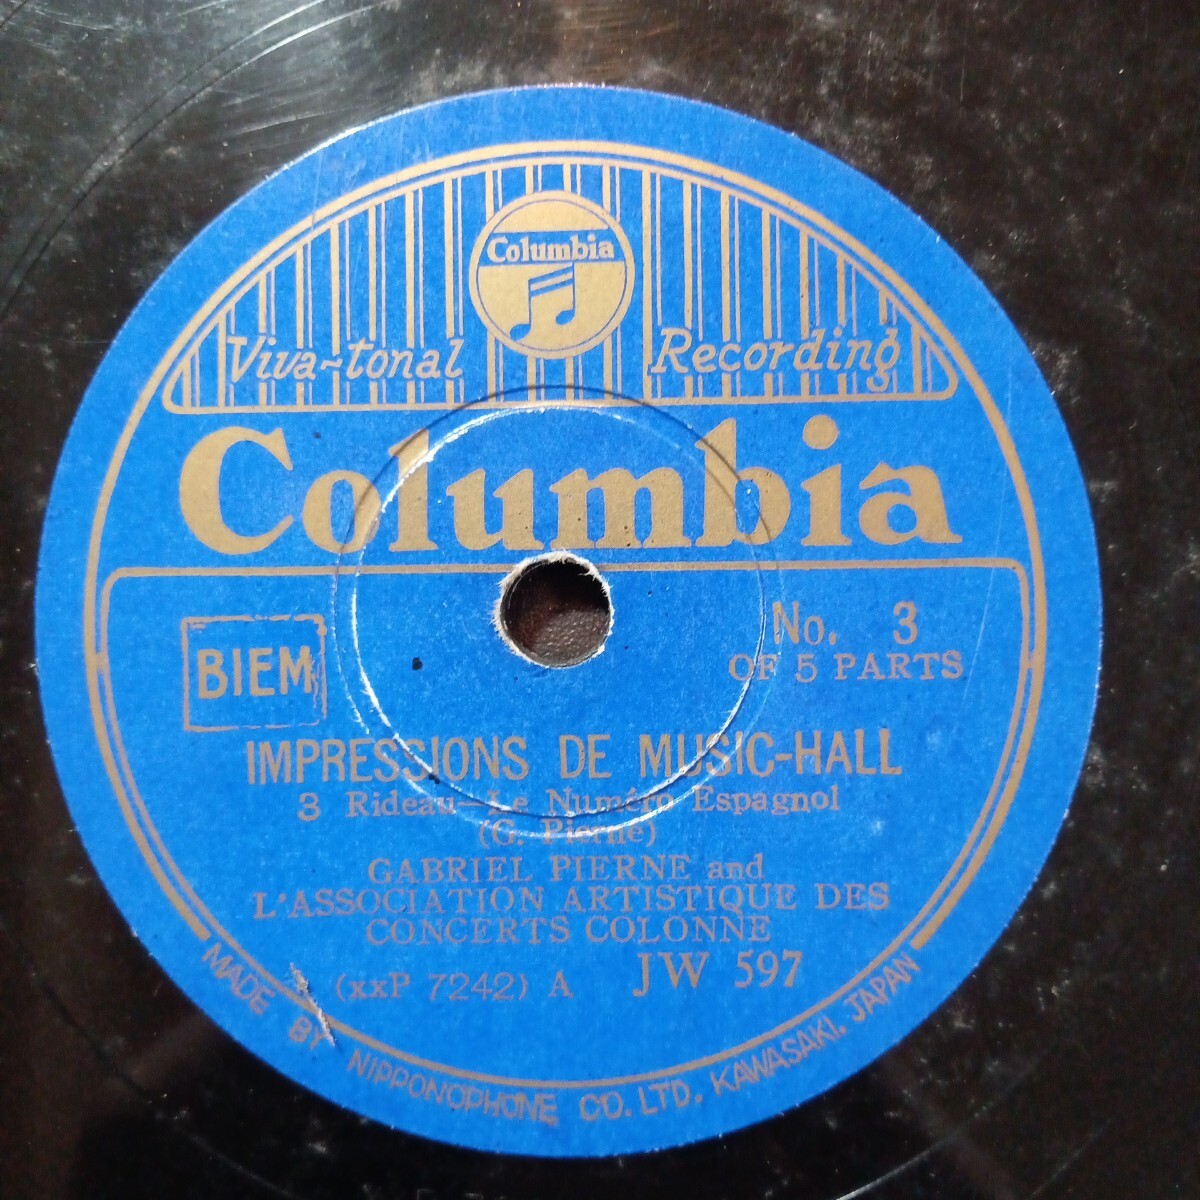 Columbia
Viva-tonal Recording
Columbia
BIEM
No. 3
OF 5 PARTS
IMPRESSIONS DE MUSIC-HALL
3 Rideau—Le Numéro Espagnol
(G. Pierné)
GABRIEL PIERNE and
L'ASSOCIATION ARTISTIQUE DES
CONCERTS COLONNE
(xxP 7242) A JW 597
MADE BY NIPPONOPHONE CO. LTD. KAWASAKI, JAPAN